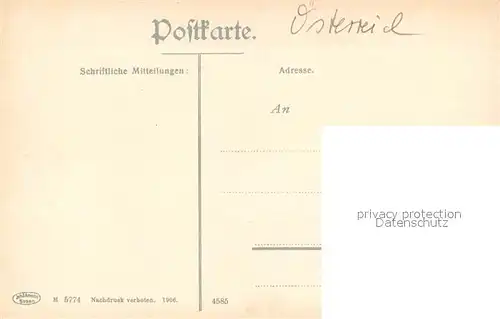 Österreich
Postkarte.
Schriftliche Mitteilungen:
Adresse.
An
privacy protection
Datenschutz
M 5774 Nachdruck verboten. 1906.
4585